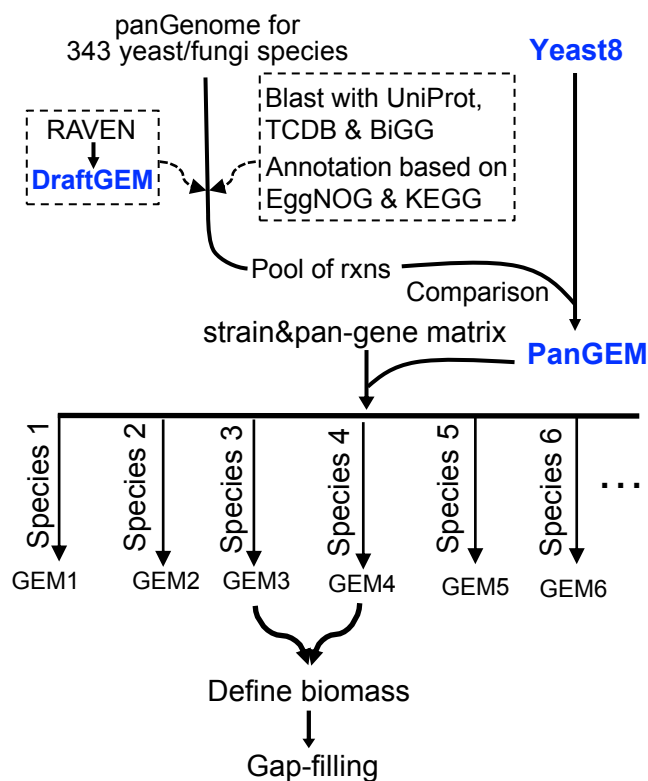 panGenome for
343 yeast/fungi species
Yeast8
Blast with UniProt,
TCDB & BiGG
RAVEN
DraftGEM
Annotation based on
EggNOG & KEGG
Pool of rxns
Comparison
strain&pan-gene matrix
PanGEM
Species 1
Species 2
Species 3
Species 4
Species 5
Species 6
...
GEM1
GEM2
GEM3
GEM4
GEM5
GEM6
Define biomass
Gap-filling